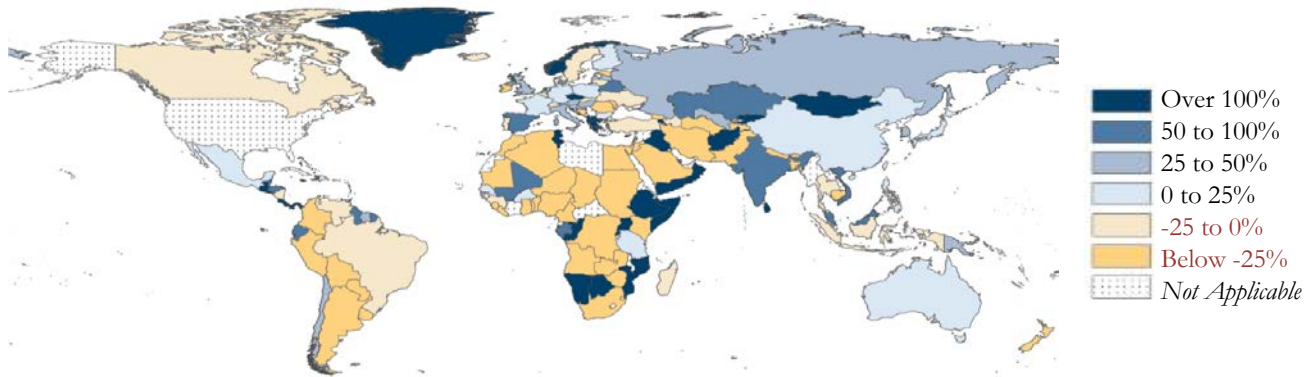 Over 100%
50 to 100%
25 to 50%
0 to 25%
-25 to 0%
Below -25%
Not Applicable